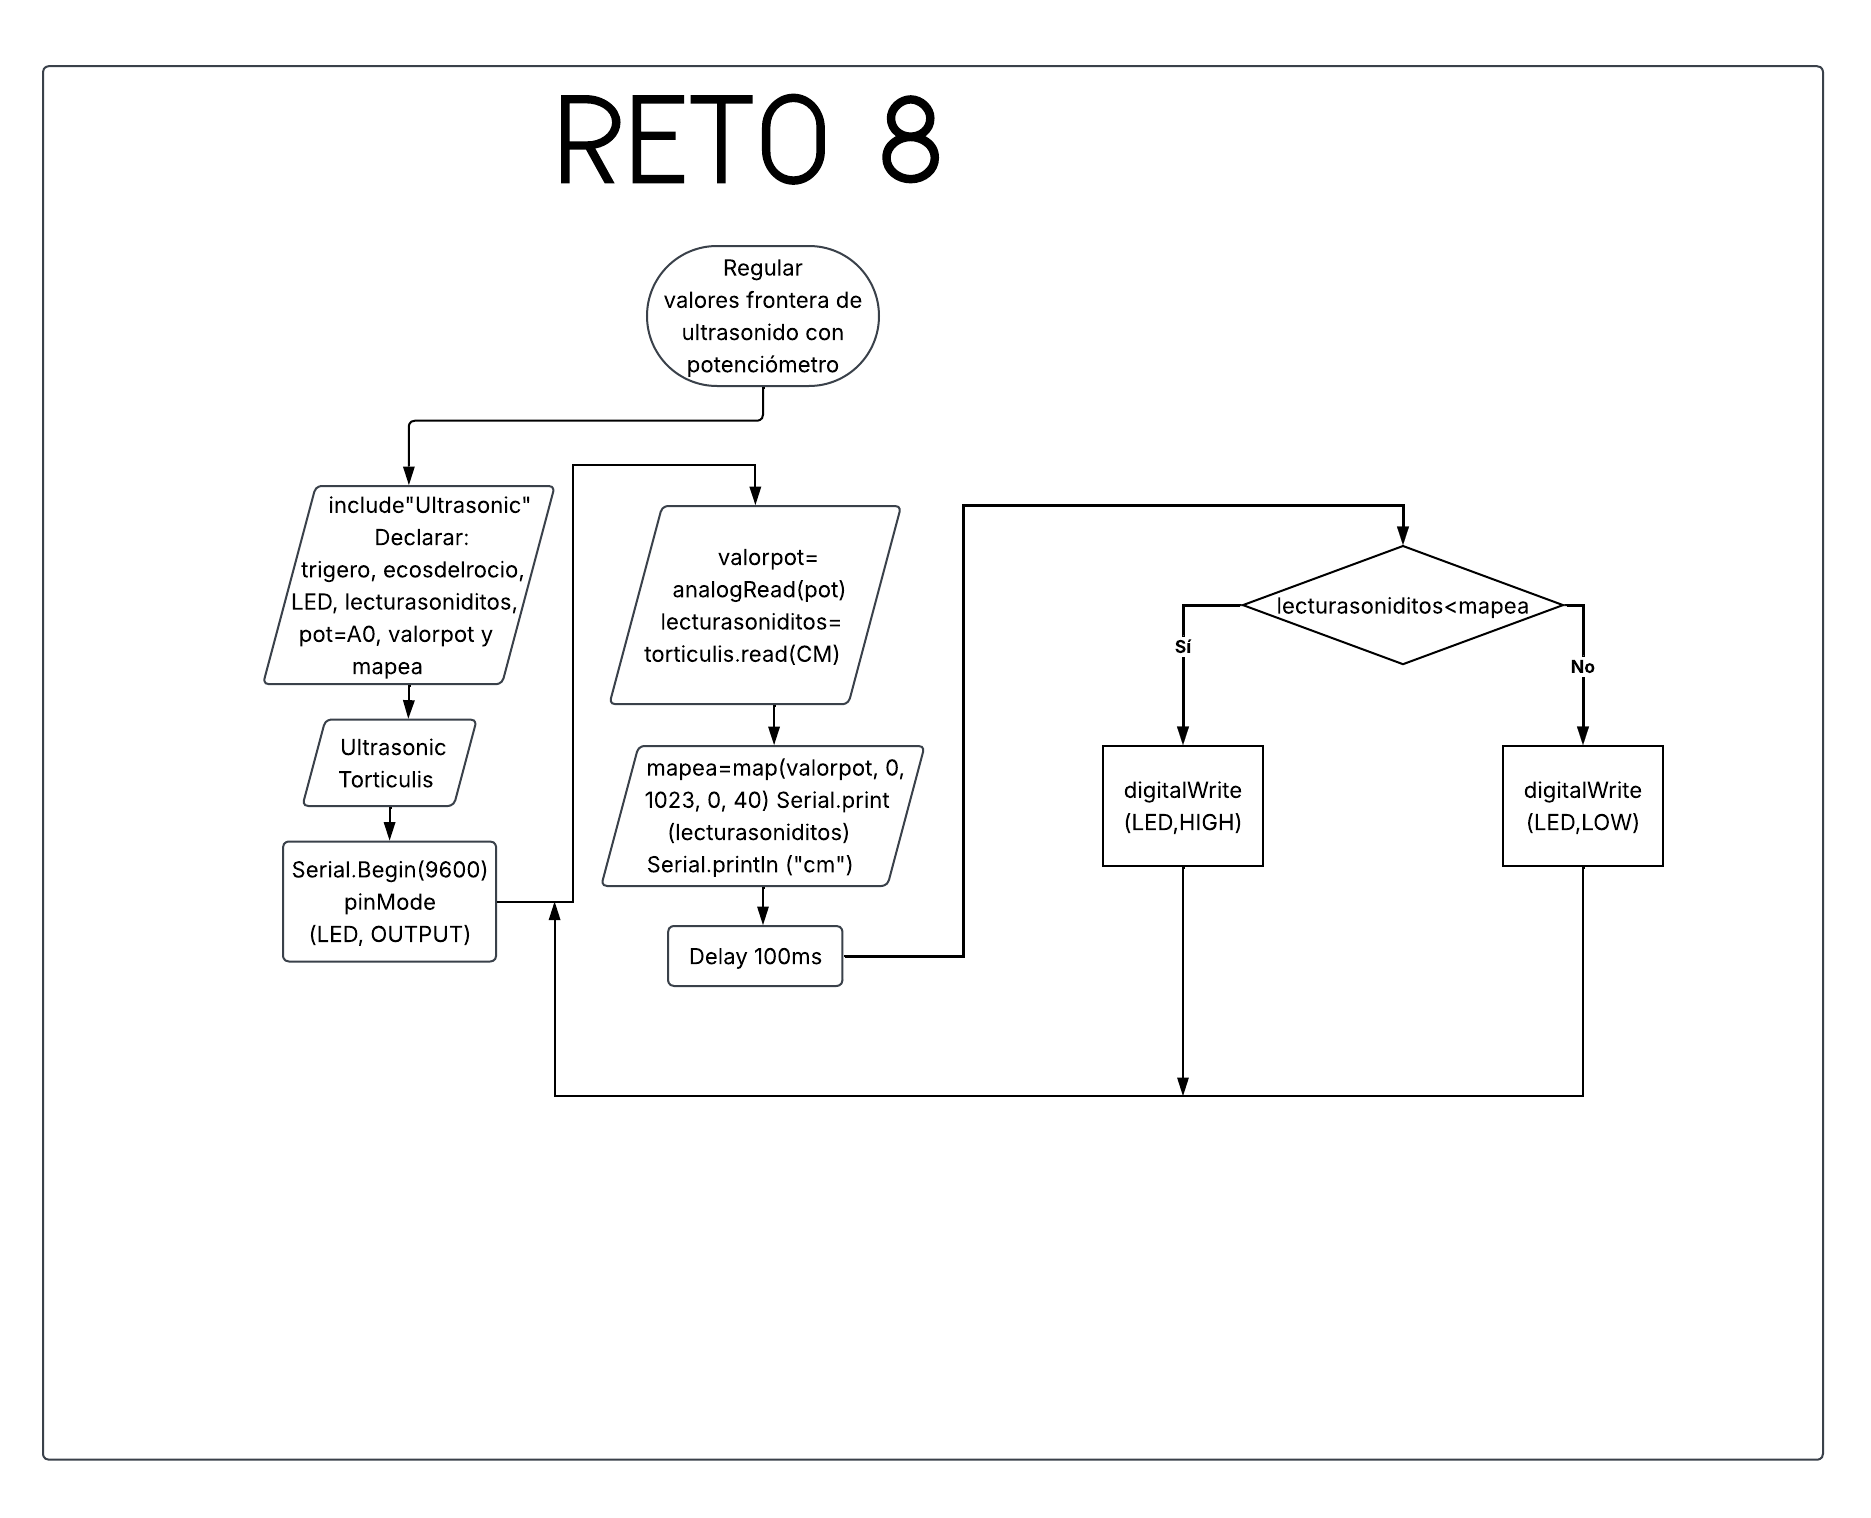 RETO 8
Regular
valores frontera de
ultrasonido con
potenciómetro
include"Ultrasonic"
Declarar:
trigero, ecosdelrocio,
LED, lecturasoniditos,
pot=A0, valorpot y
mapea
Ultrasonic
Torticulis
Serial.Begin(9600)
pinMode
(LED, OUTPUT)
valorpot=
analogRead(pot)
lecturasoniditos=
torticulis.read(CM)
mapea=map(valorpot, 0,
1023, 0, 40) Serial.print
(lecturasoniditos)
Serial.println ("cm")
Delay 100ms
lecturasoniditos<mapea
Sí
No
digitalWrite
(LED,HIGH)
digitalWrite
(LED,LOW)